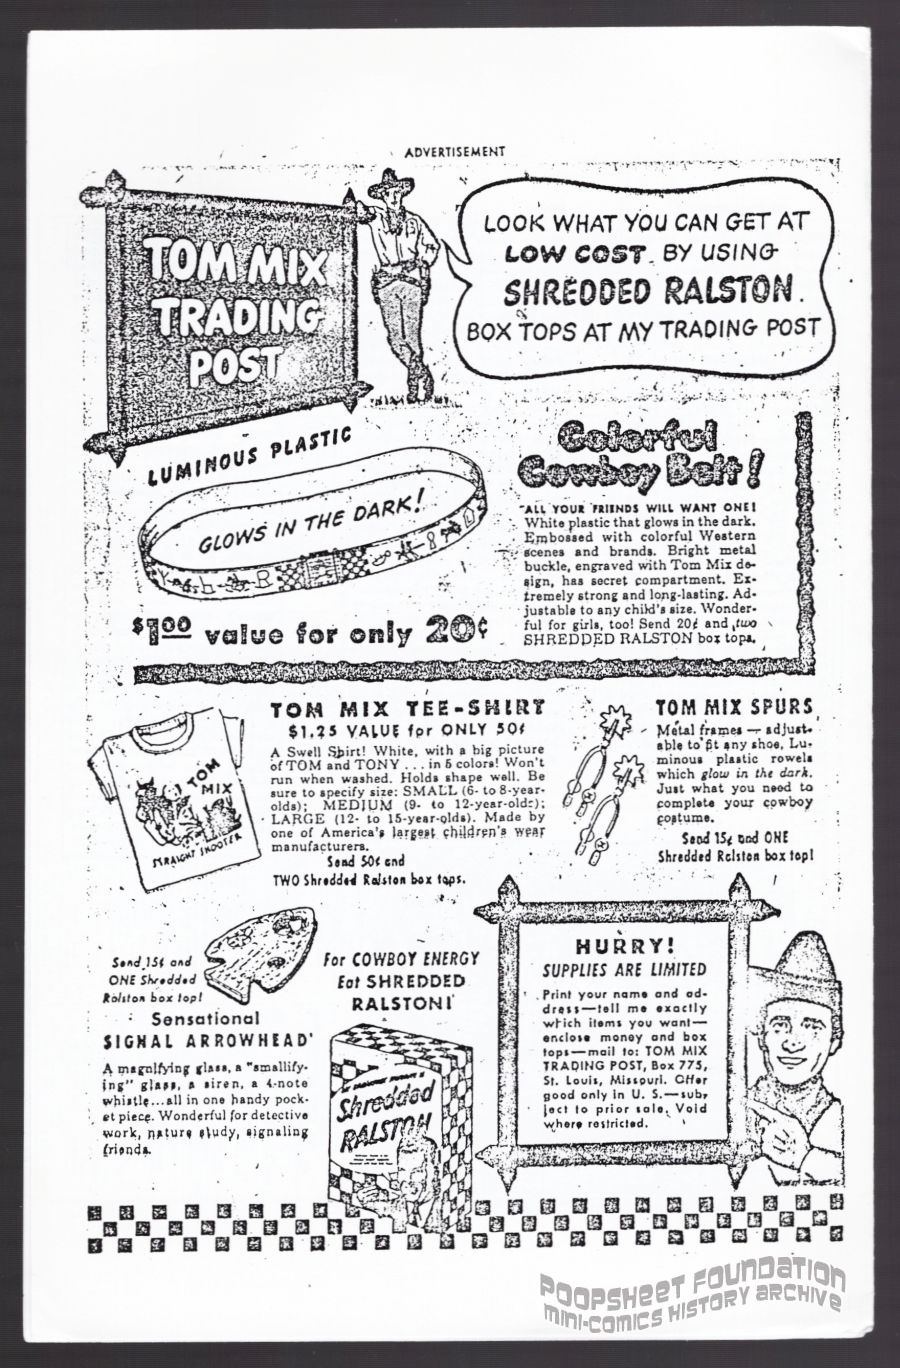 ADVERTISEMENT
TOM MIX
TRADING
POST
LOOK WHAT YOU CAN GET AT
LOW COST BY USING
SHREDDED RALSTON
BOX TOPS AT MY TRADING POST
LUMINOUS PLASTIC
GLOWS IN THE DARK!
$1.00 value for only 20¢
Colorful
Cowboy Belt!
ALL YOUR FRIENDS WILL WANT ONE!
White plastic that glows in the dark.
Embossed with colorful Western
scenes and brands. Bright metal
buckle, engraved with Tom Mix de-
sign, has secret compartment. Ex-
tremely strong and long-lasting. Ad-
justable to any child's size. Wonder-
ful for girls, too! Send 20¢ and two
SHREDDED RALSTON box tops.
TOM MIX TEE-SHIRT
$1.25 VALUE for ONLY 50¢
A Swell Shirt! White, with a big picture
of TOM and TONY . . . in 5 colors! Won't
run when washed. Holds shape well. Be
sure to specify size: SMALL (6- to 8-year-
olds); MEDIUM (9- to 12-year-olds);
LARGE (12- to 15-year-olds). Made by
one of America's largest children's wear
manufacturers.
Send 50¢ and
TWO Shredded Ralston box tops.
TOM
MIX
STRAIGHT SHOOTER
TOM MIX SPURS
Metal frames — adjust-
able to fit any shoe. Lu-
minous plastic rowels
which glow in the dark.
Just what you need to
complete your cowboy
costume.
Send 15¢ and ONE
Shredded Ralston box top!
Send 15¢ and
ONE Shredded
Ralston box top!
Sensational
SIGNAL ARROWHEAD
A magnifying glass, a "smallify-
ing" glass, a siren, a 4-note
whistle...all in one handy pock-
et piece. Wonderful for detective
work, nature study, signaling
friends.
For COWBOY ENERGY
Eat SHREDDED
RALSTON!
Shredded
RALSTON
HURRY!
SUPPLIES ARE LIMITED
Print your name and ad-
dress—tell me exactly
which items you want—
enclose money and box
tops—mail to: TOM MIX
TRADING POST, Box 775,
St. Louis, Missouri. Offer
good only in U. S.—sub-
ject to prior sale. Void
where restricted.
POOPSHEET FOUNDATION
MINI-COMICS HISTORY ARCHIVE